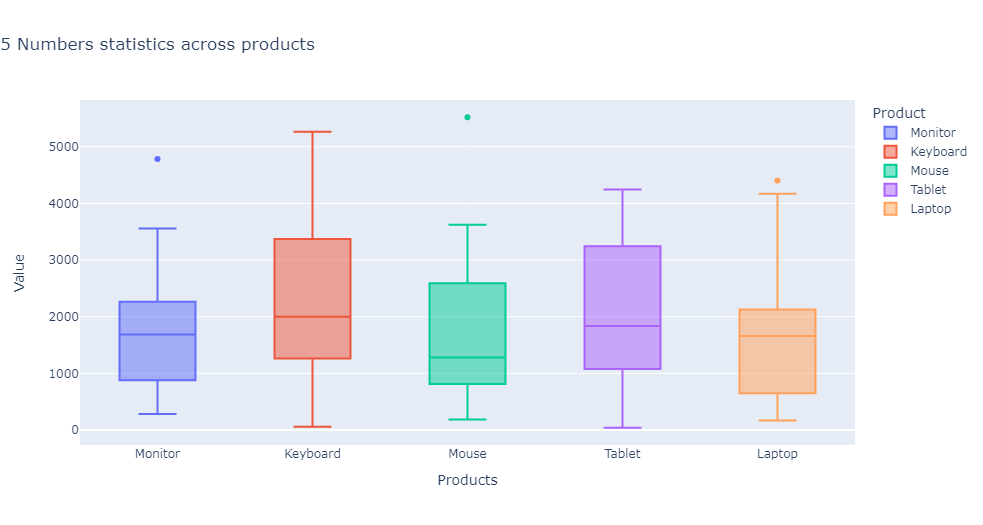 5 Numbers statistics across products
Product
Monitor
Keyboard
Mouse
Tablet
Laptop
Value
5000
4000
3000
2000
1000
0
Monitor Keyboard Mouse Tablet Laptop
Products